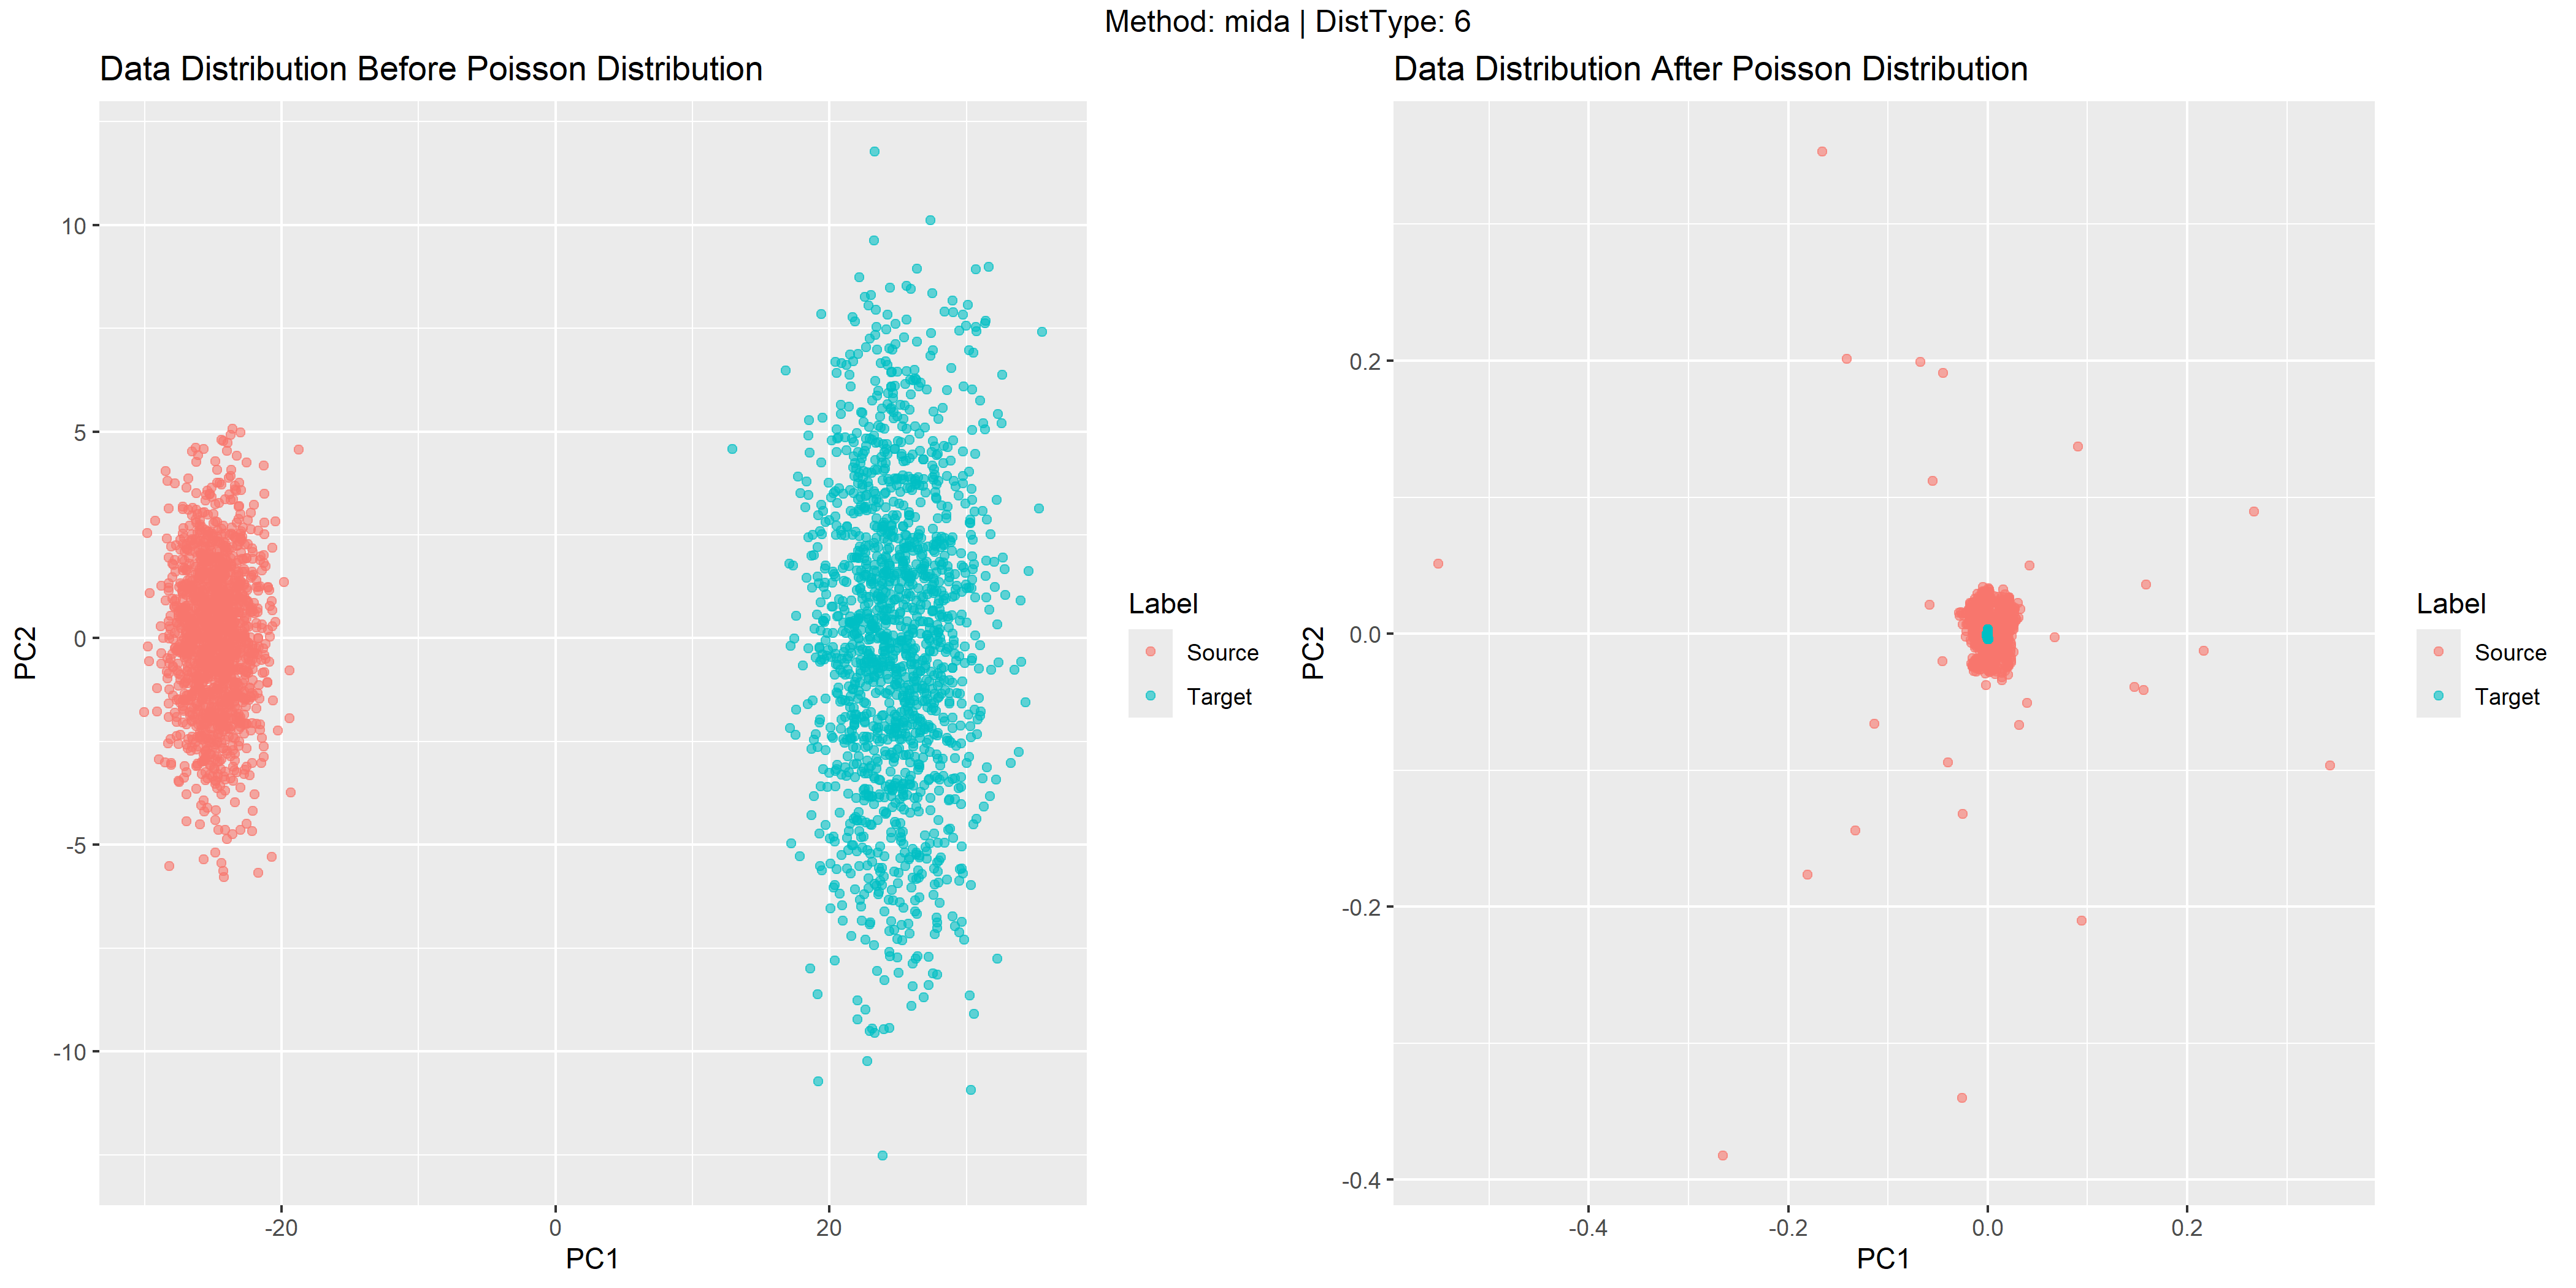 Method: mida | DistType: 6
Data Distribution Before Poisson Distribution
10
5
0
-5
-10
PC2
-20
0
20
PC1
Label
Source
Target
Data Distribution After Poisson Distribution
0.2
0.0
-0.2
-0.4
PC2
-0.4
-0.2
0.0
0.2
PC1
Label
Source
Target